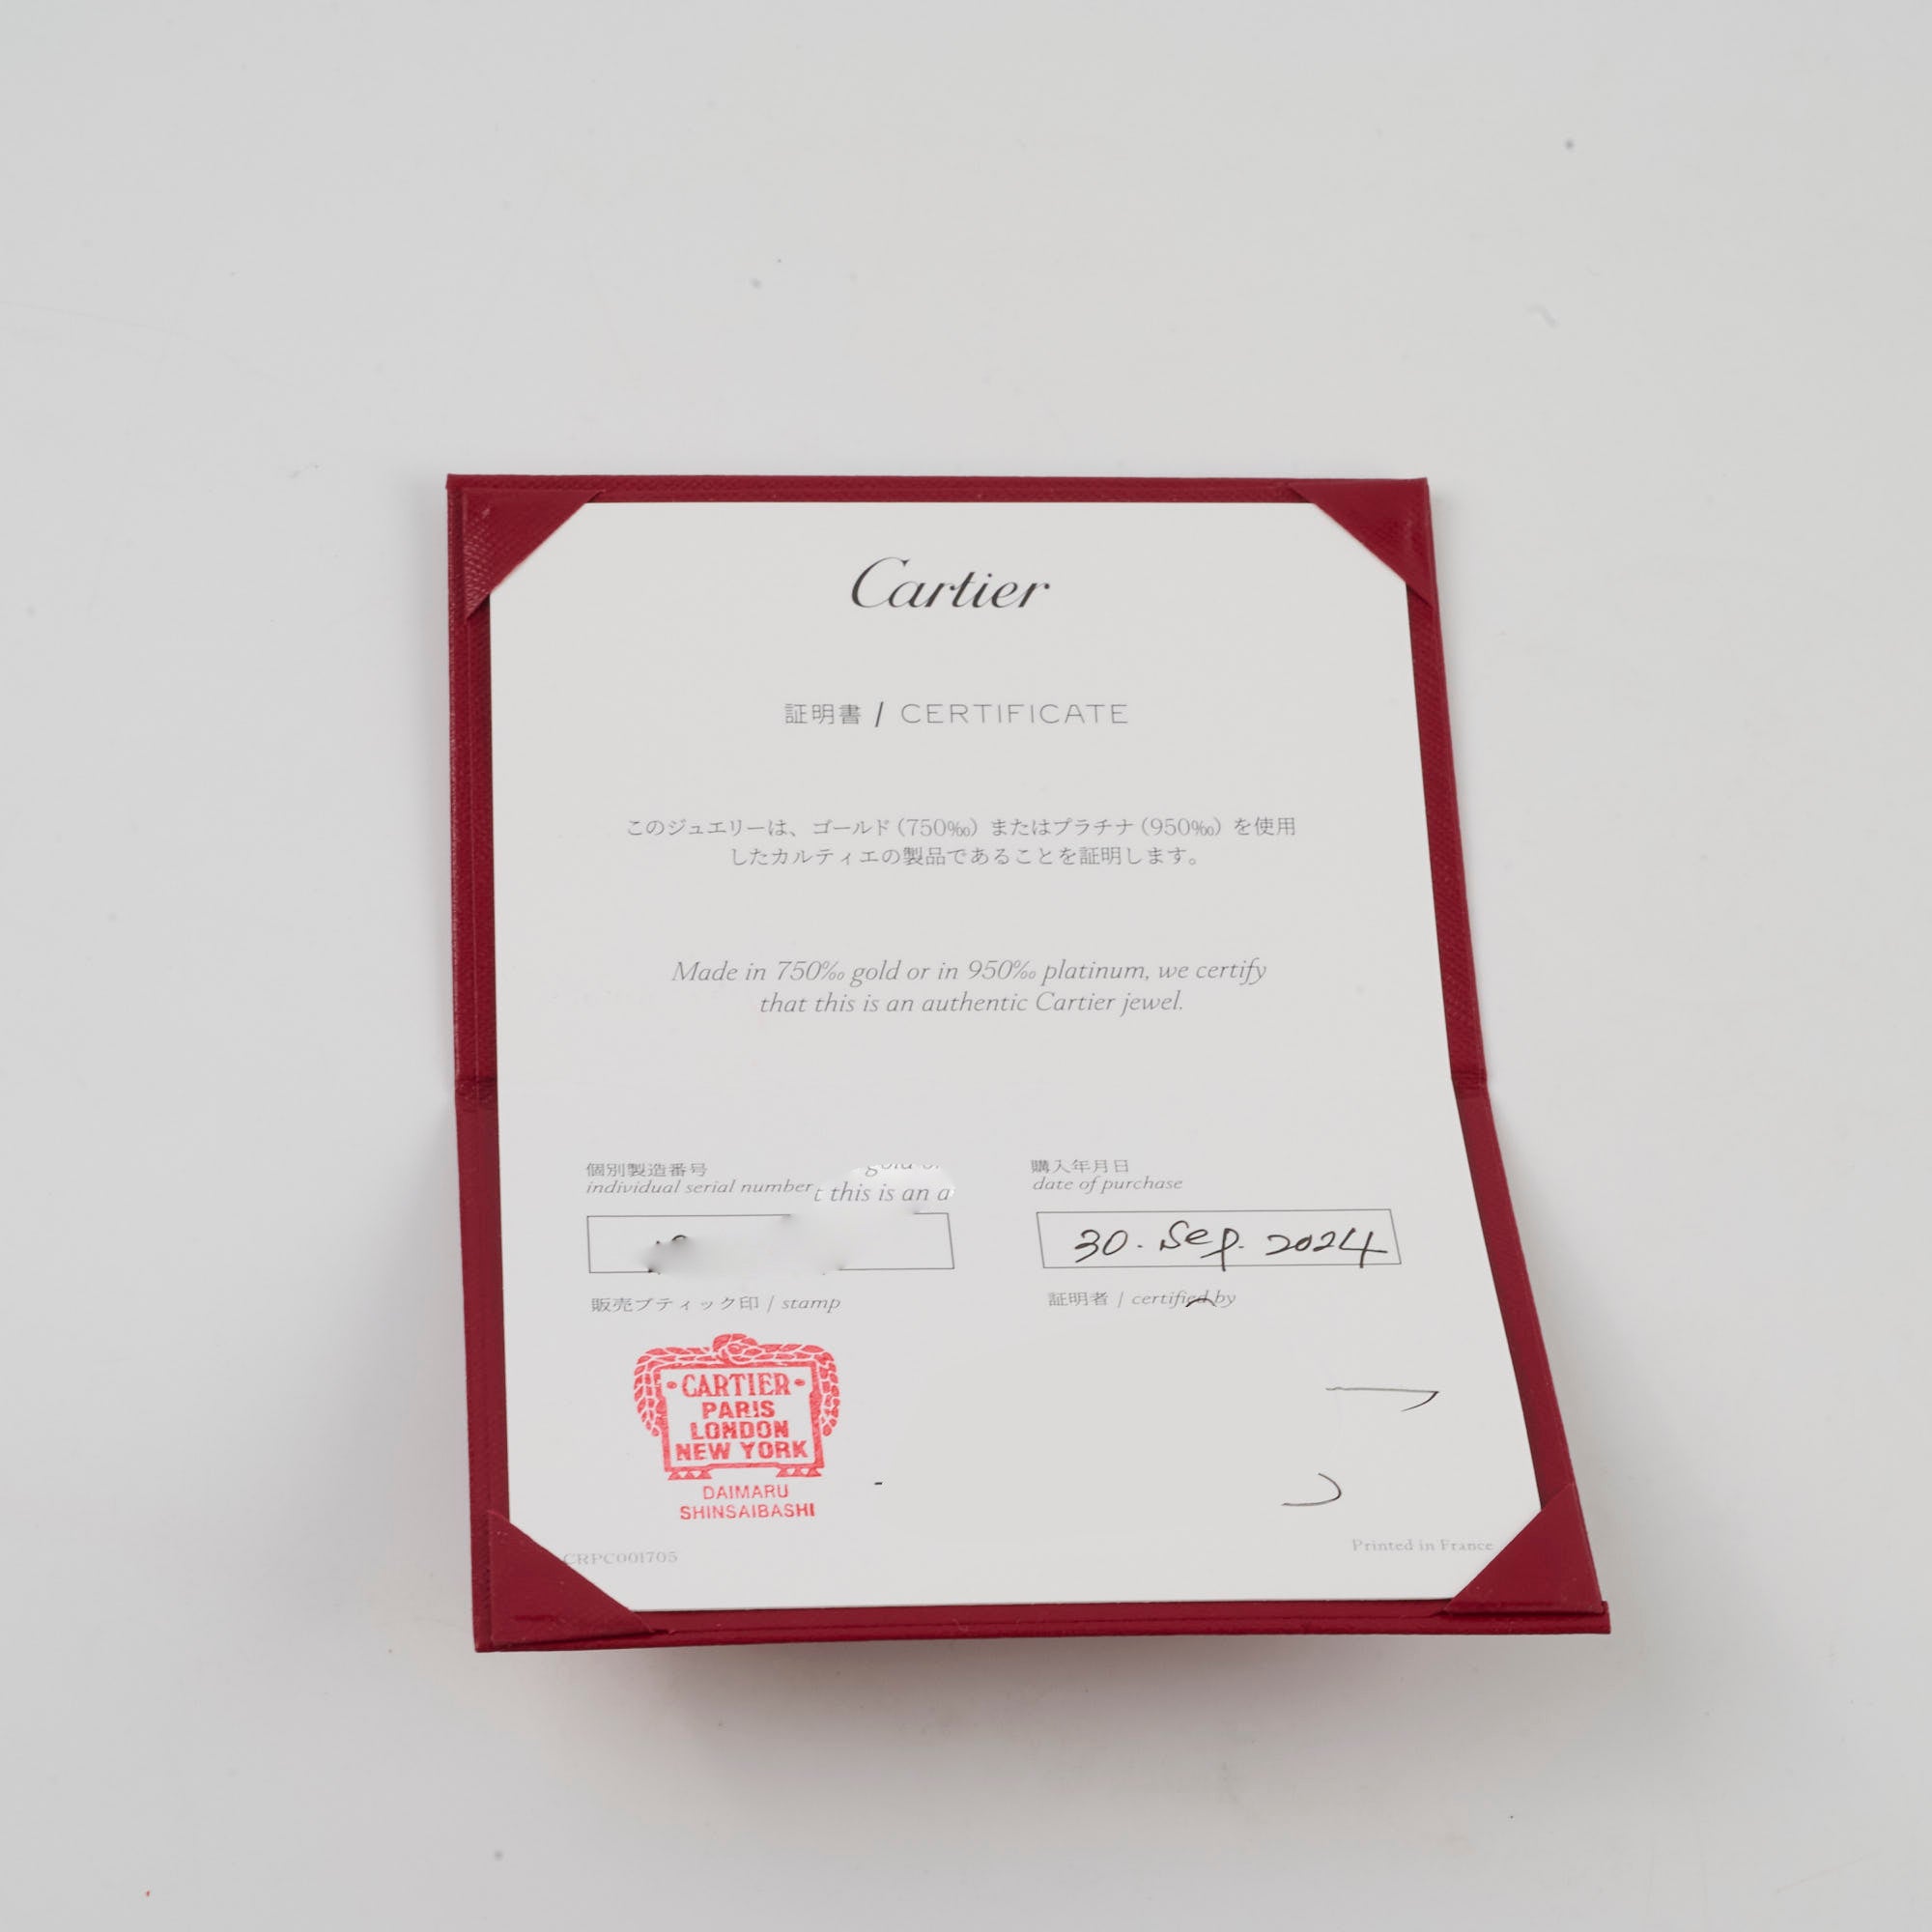 Cartier
証明書 / CERTIFICATE
このジュエリーは、ゴールド（750‰）またはプラチナ（950‰）を使用
したカルティエの製品であることを証明します。
Made in 750‰ gold or in 950‰ platinum, we certify
that this is an authentic Cartier jewel.
個別製造番号
individual serial number
t this is an a
購入年月日
date of purchase
30. Sep. 2024
販売ブティック印 / stamp
証明者 / certified by
CARTIER
PARIS
LONDON
NEW YORK
DAIMARU
SHINSAIBASHI
CRPC001705
Printed in France